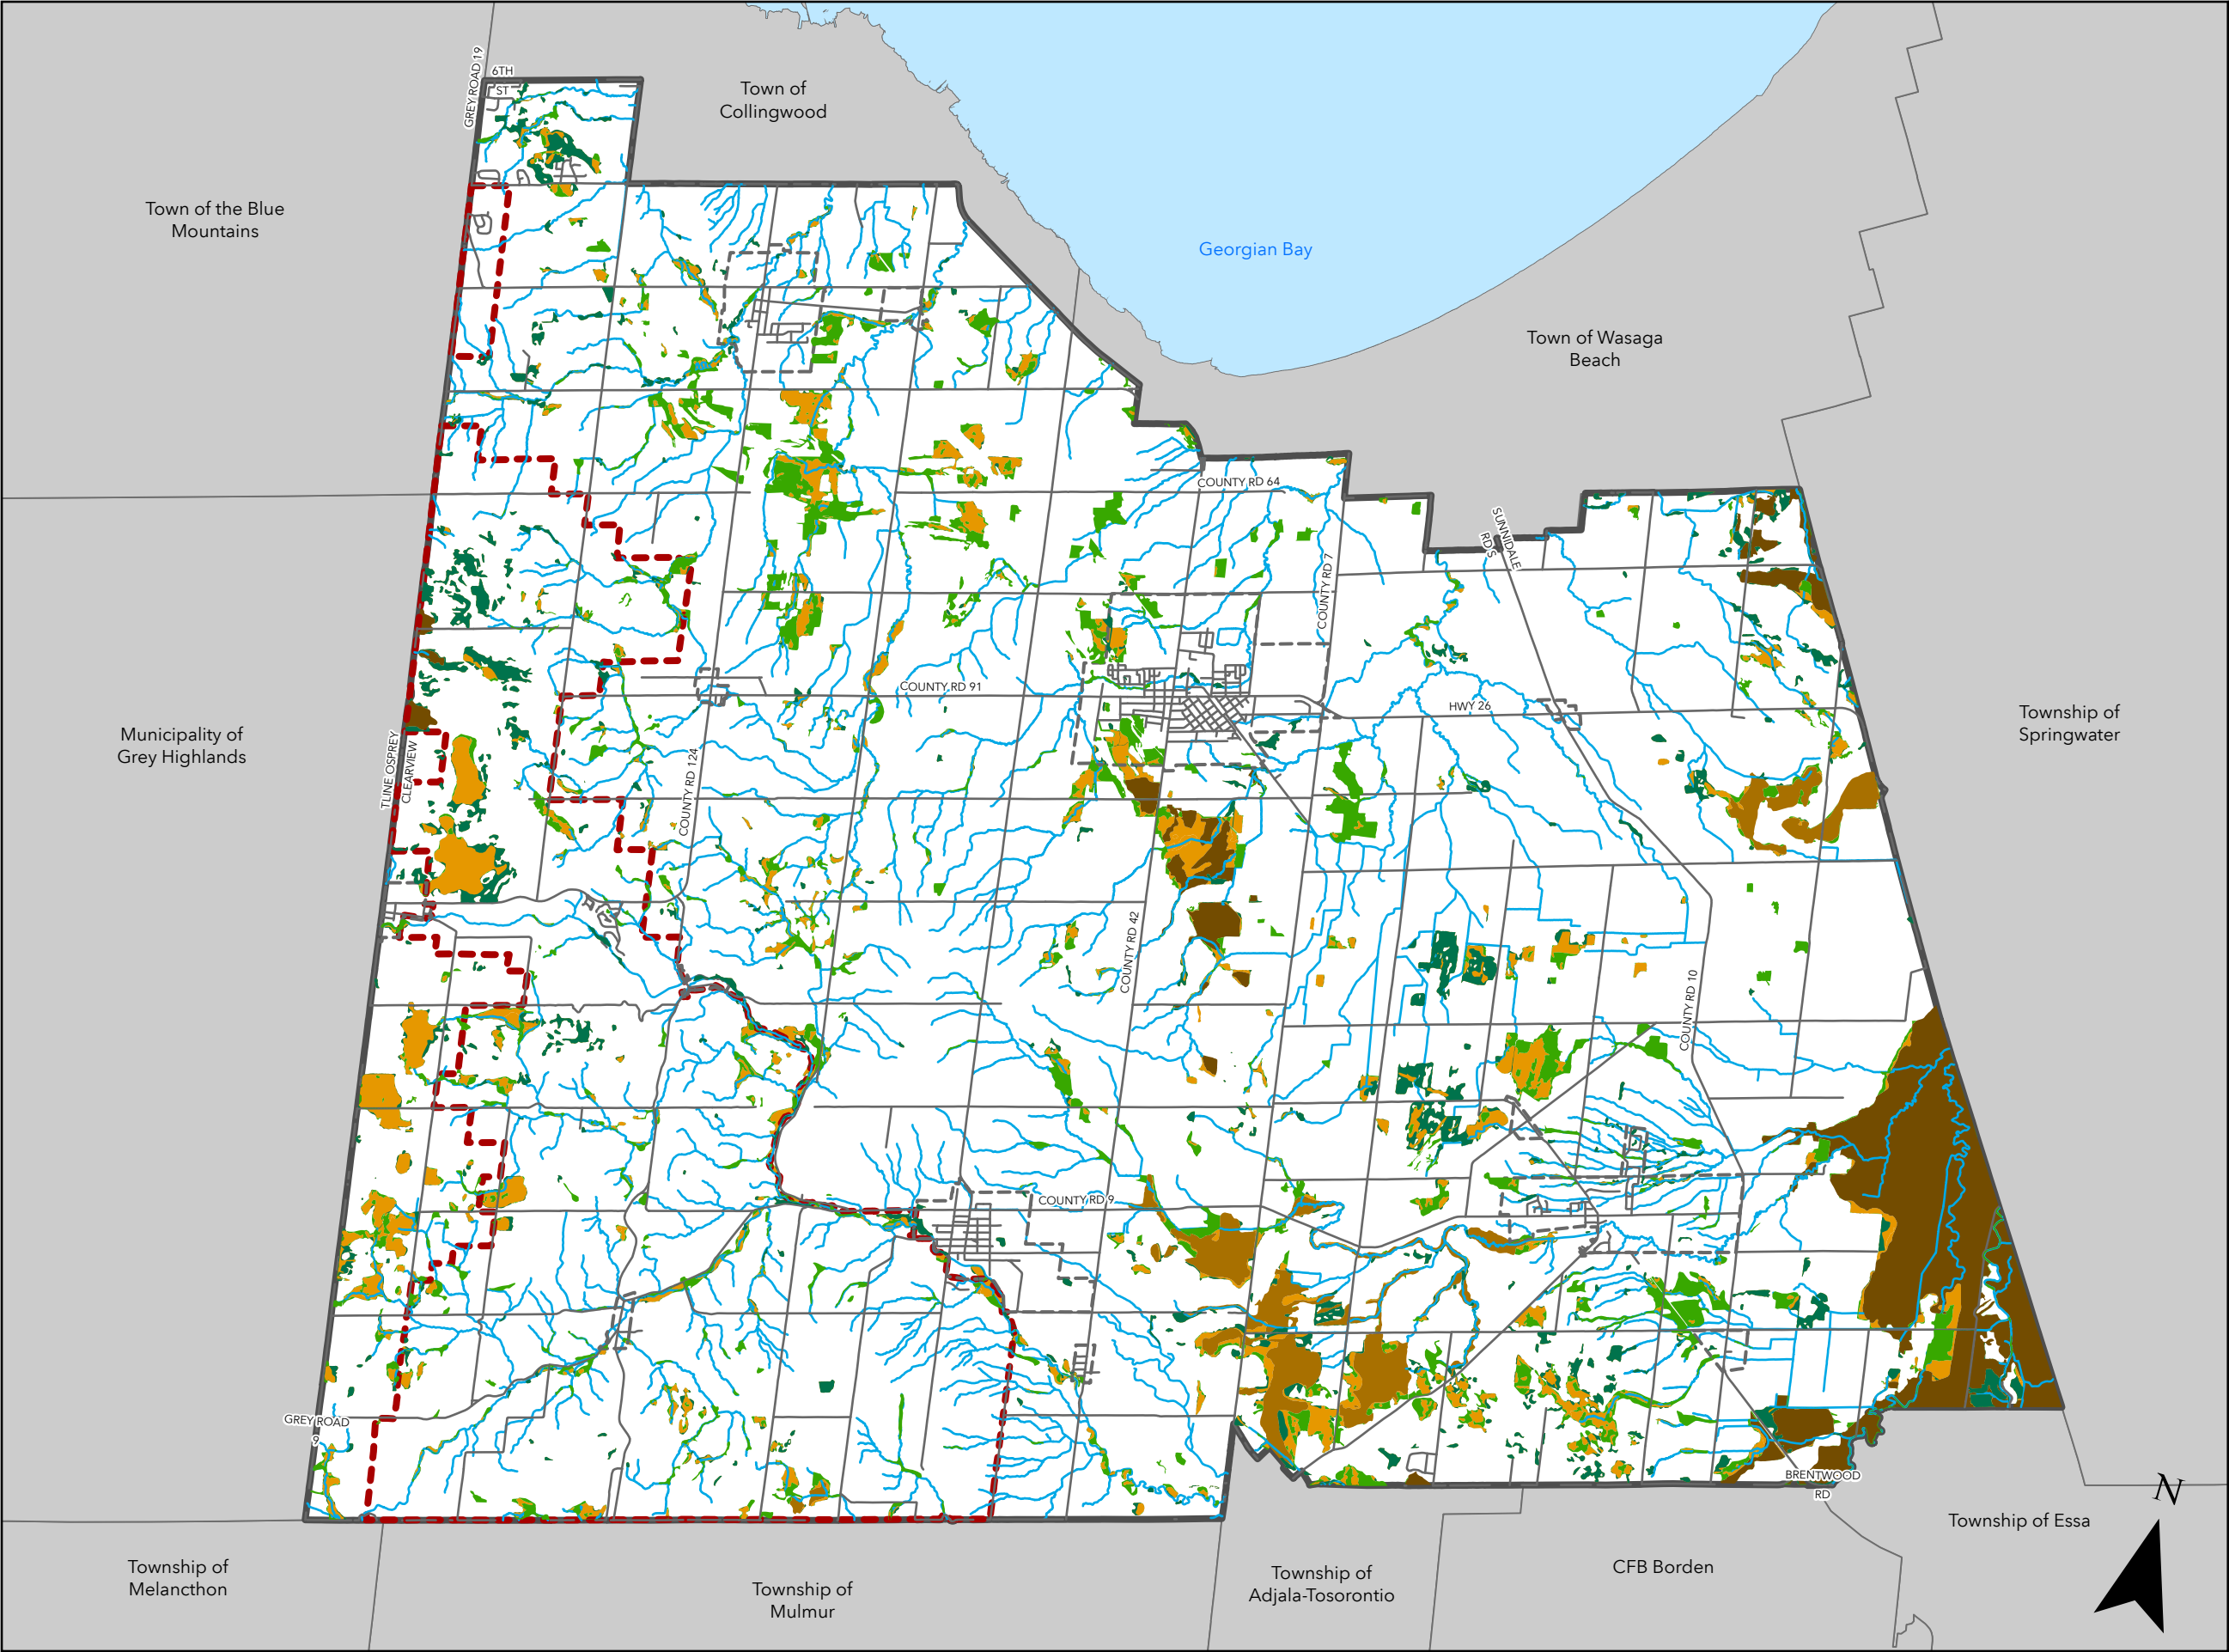 GREY ROAD 19
6TH
ST
Town of
Collingwood
Town of the Blue
Mountains
Georgian Bay
Town of Wasaga
Beach
COUNTY RD 64
SUNNIDALE
RD S
COUNTY RD 7
COUNTY RD 91
HWY 26
Township of
Springwater
Municipality of
Grey Highlands
TLINE OSPREY
CLEARVIEW
COUNTY RD 124
COUNTY RD 42
COUNTY RD 10
COUNTY RD 9
GREY ROAD
9
BRENTWOOD
RD
N
Township of Essa
Township of
Melancthon
Township of
Mulmur
Township of
Adjala-Tosorontio
CFB Borden